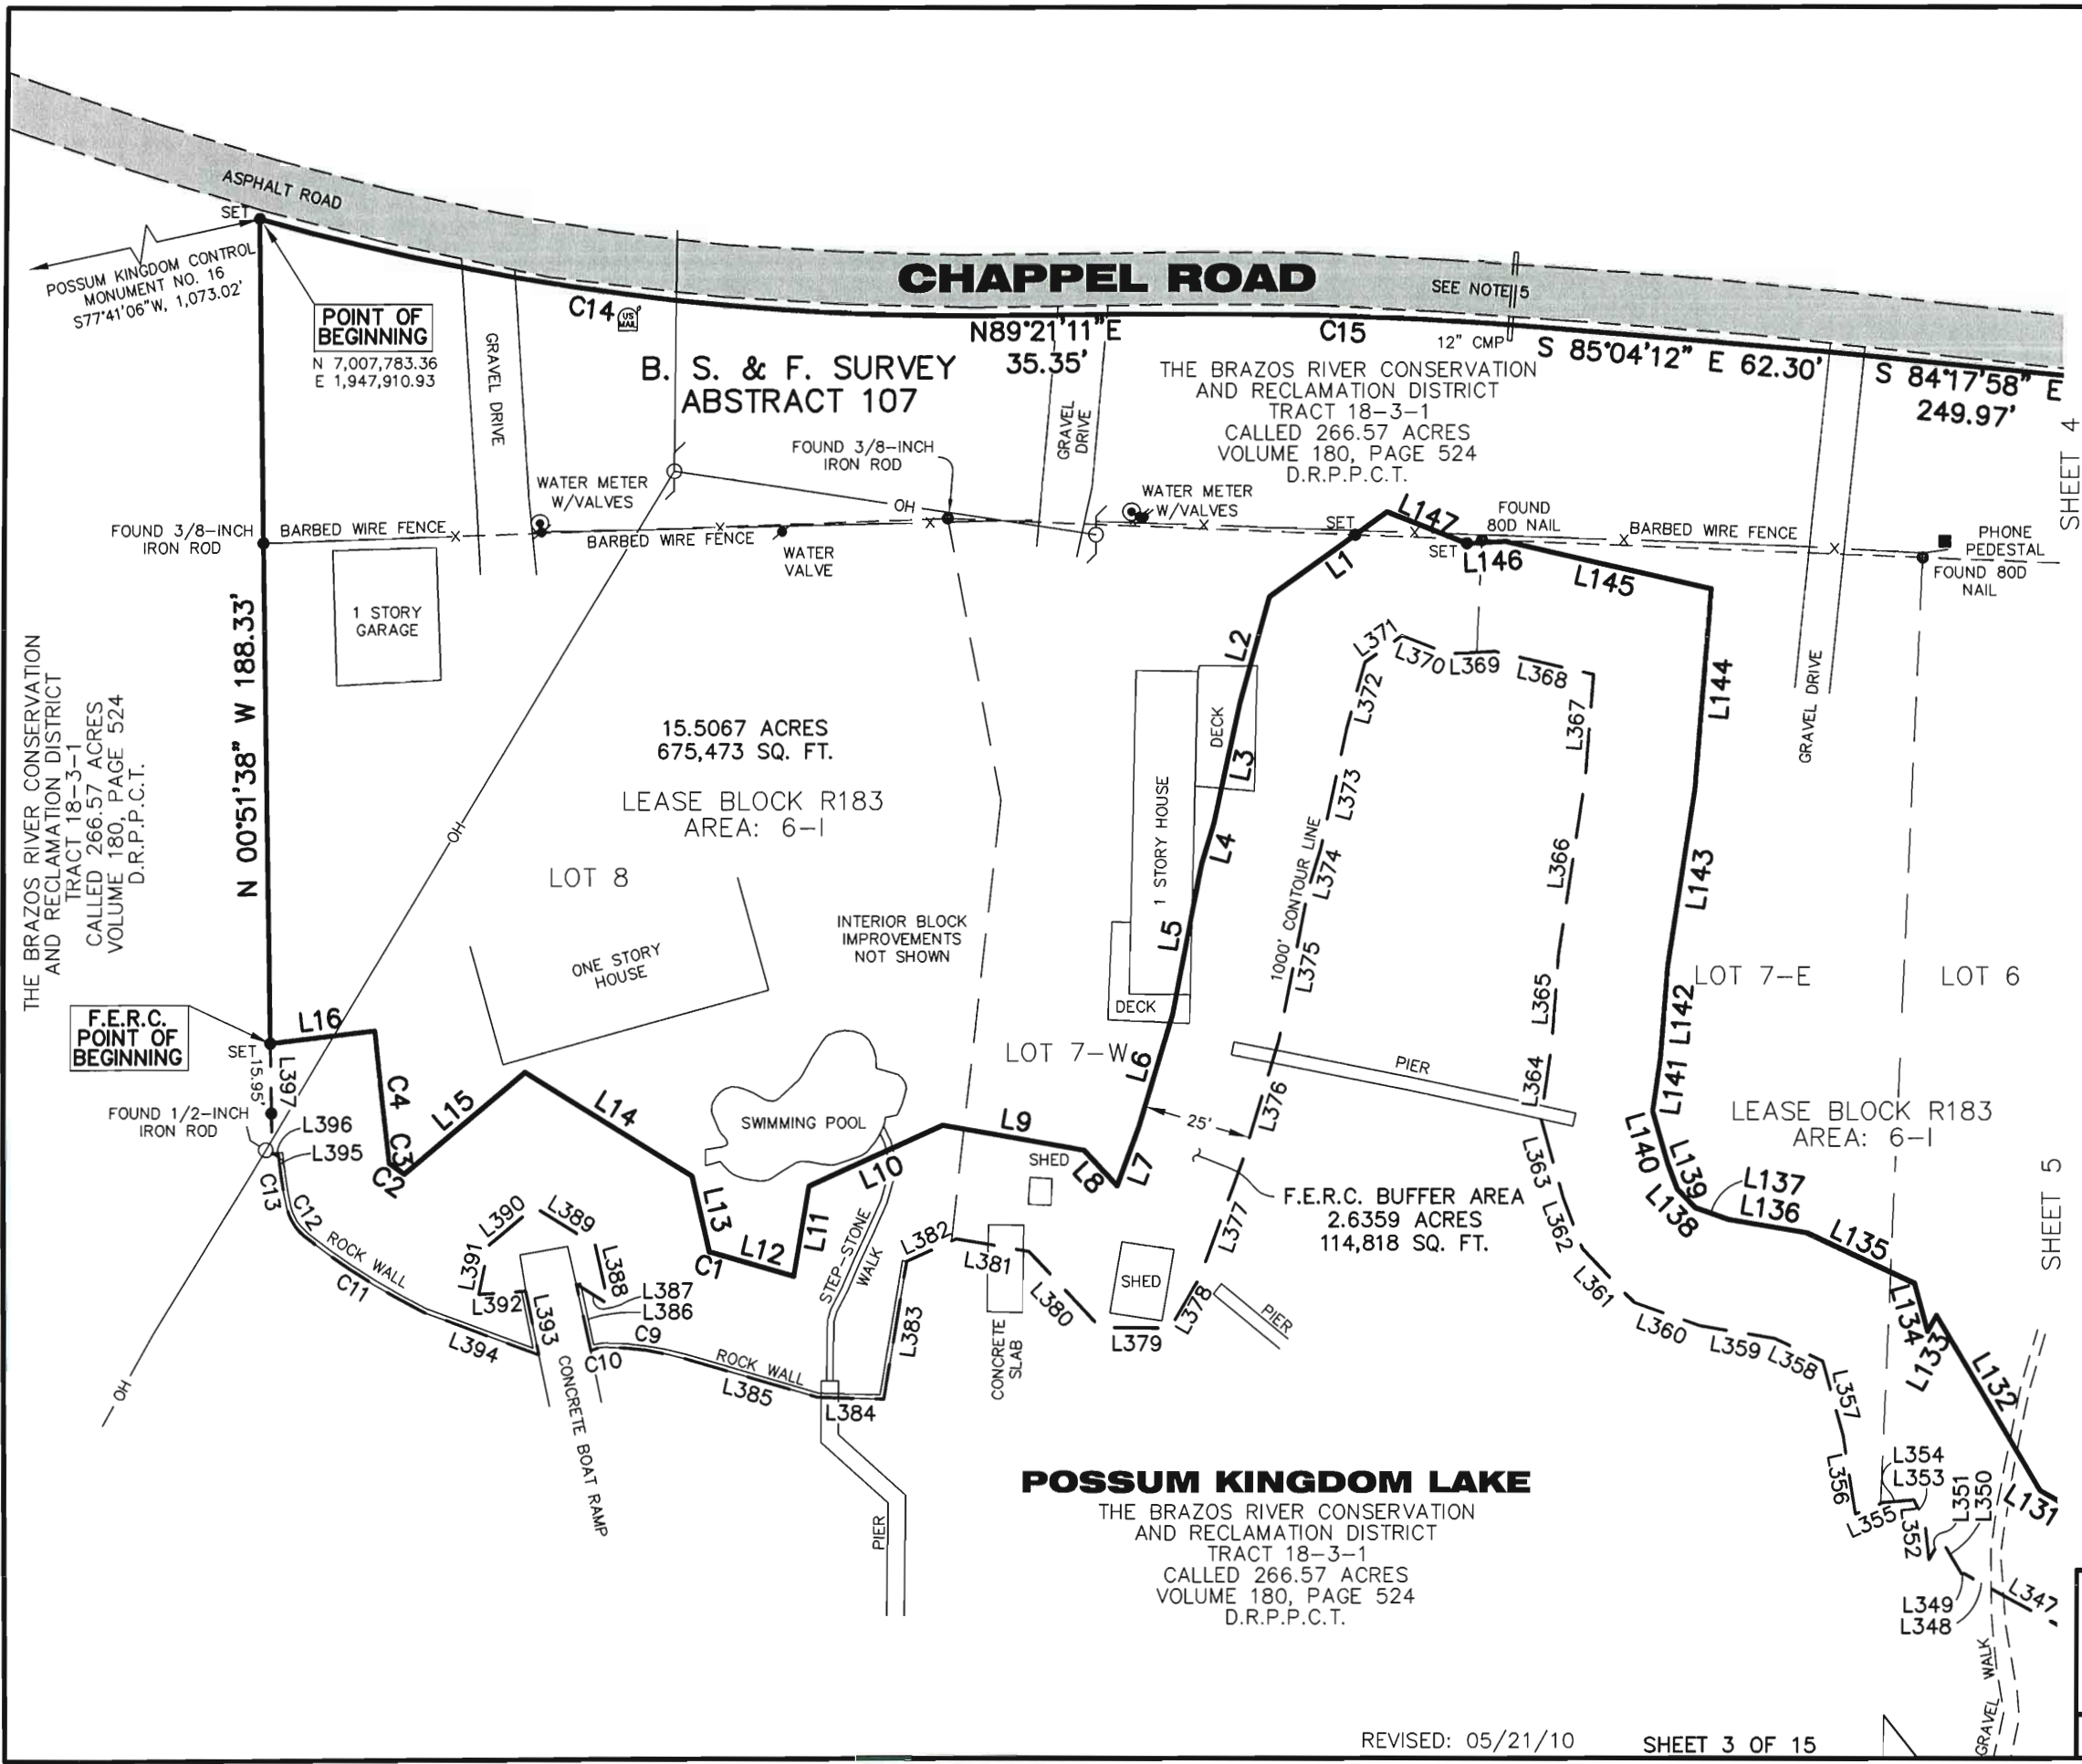 ASPHALT ROAD
SET
POSSUM KINGDOM CONTROL
MONUMENT NO. 16
S77°41'06"W, 1,073.02'
POINT OF
BEGINNING
N 7,007,783.36
E 1,947,910.93
CHAPPEL ROAD
SEE NOTE 5
C14
US
MAIL
N89°21'11"E
35.35'
C15
12" CMP
S 85°04'12" E 62.30'
S 84°17'58" E
249.97'
SHEET 4
GRAVEL DRIVE
B. S. & F. SURVEY
ABSTRACT 107
GRAVEL
DRIVE
THE BRAZOS RIVER CONSERVATION
AND RECLAMATION DISTRICT
TRACT 18-3-1
CALLED 266.57 ACRES
VOLUME 180, PAGE 524
D.R.P.P.C.T.
FOUND 3/8-INCH
IRON ROD
WATER METER
W/VALVES
OH
WATER METER
W/VALVES
FOUND 3/8-INCH
IRON ROD
BARBED WIRE FENCE
X
BARBED WIRE FENCE
X
X
WATER
VALVE
X
SET
L147
X
FOUND
80D NAIL
SET
L146
BARBED WIRE FENCE
X
X
PHONE
PEDESTAL
FOUND 80D
NAIL
L1
L145
1 STORY
GARAGE
N 00°51'38" W 188.33'
THE BRAZOS RIVER CONSERVATION
AND RECLAMATION DISTRICT
TRACT 18-3-1
CALLED 266.57 ACRES
VOLUME 180, PAGE 524
D.R.P.P.C.T.
L2
L371
L370
L369
L368
L372
L367
L144
GRAVEL DRIVE
15.5067 ACRES
675,473 SQ. FT.
LEASE BLOCK R183
AREA: 6-I
DECK
L3
L373
1 STORY HOUSE
L4
1000' CONTOUR LINE
L374
L366
L143
OH
LOT 8
INTERIOR BLOCK
IMPROVEMENTS
NOT SHOWN
L5
L375
ONE STORY
HOUSE
LOT 7-E
LOT 6
DECK
L365
L142
F.E.R.C.
POINT OF
BEGINNING
L16
SET
15.95'
L397
LOT 7-W
L6
PIER
L364
L141
L376
C4
L15
L14
SWIMMING POOL
L9
25'
LEASE BLOCK R183
AREA: 6-I
FOUND 1/2-INCH
IRON ROD
L396
L395
C3
C2
L10
SHED
L8
L7
L363
L140
L139
L137
L136
L138
SHEET 5
C13
C12
L390
L389
L13
L11
F.E.R.C. BUFFER AREA
2.6359 ACRES
114,818 SQ. FT.
L362
L377
ROCK WALL
C11
L391
L388
C1
L12
STEP-STONE
WALK
L382
L381
SHED
L378
PIER
L361
L135
L392
L393
L387
L386
L383
L380
L379
L360
L359
L358
L134
L133
L132
L394
C10
C9
ROCK WALL
L385
L384
CONCRETE
SLAB
L357
OH
CONCRETE BOAT RAMP
PIER
POSSUM KINGDOM LAKE
THE BRAZOS RIVER CONSERVATION
AND RECLAMATION DISTRICT
TRACT 18-3-1
CALLED 266.57 ACRES
VOLUME 180, PAGE 524
D.R.P.P.C.T.
L356
L355
L354
L353
L352
L351
L350
L131
L349
L348
L347
GRAVEL WALK
REVISED: 05/21/10
SHEET 3 OF 15